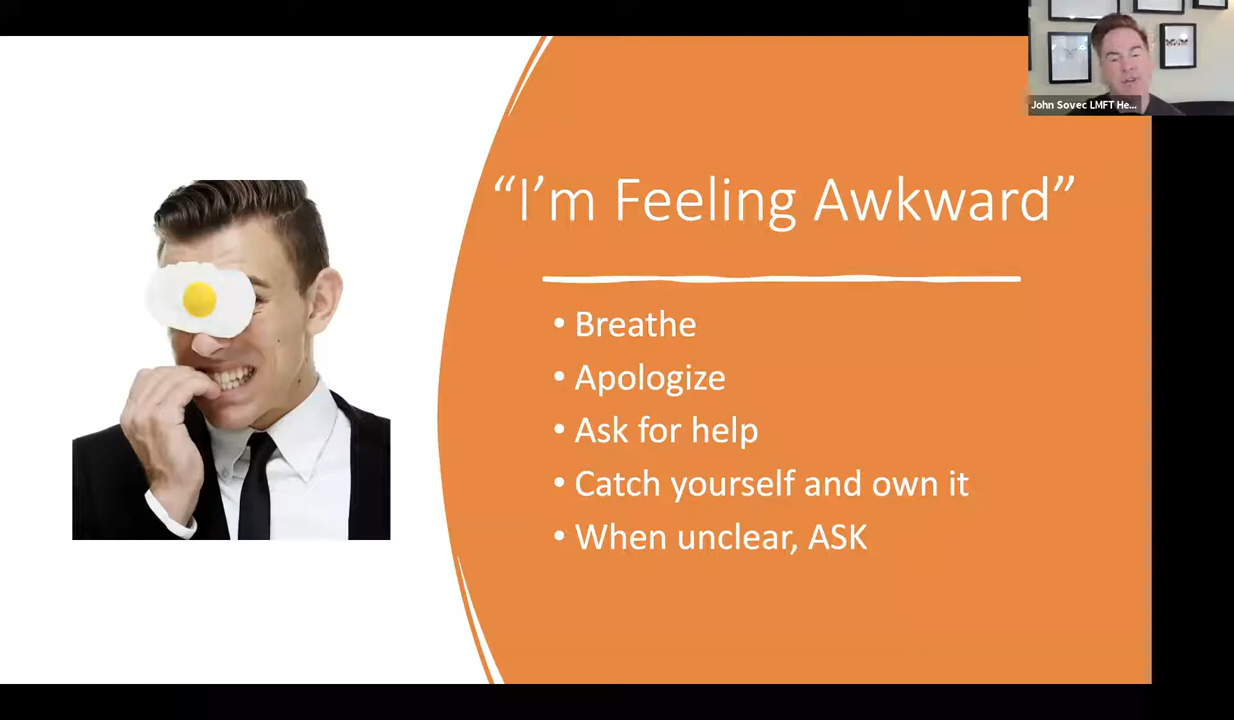 John Sovec LMFT He...
“I’m Feeling Awkward”
• Breathe
• Apologize
• Ask for help
• Catch yourself and own it
• When unclear, ASK